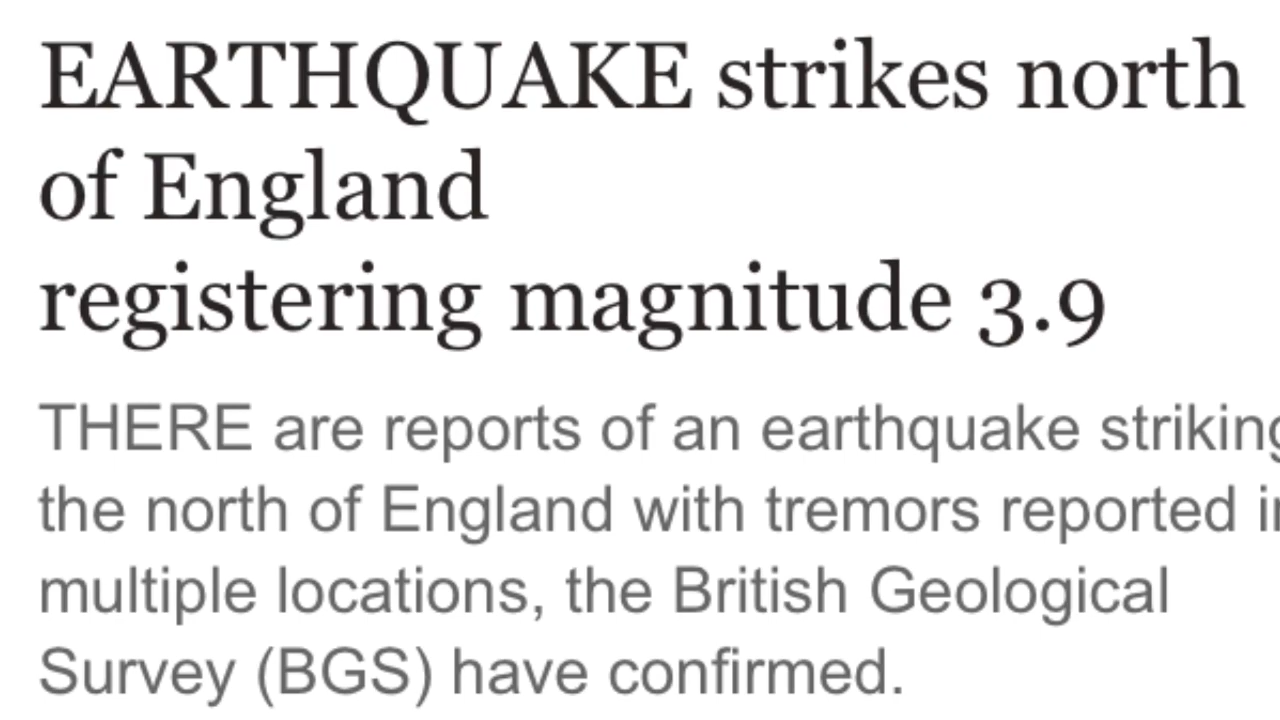 EARTHQUAKE strikes north
of England
registering magnitude 3.9
THERE are reports of an earthquake striking
the north of England with tremors reported in
multiple locations, the British Geological
Survey (BGS) have confirmed.